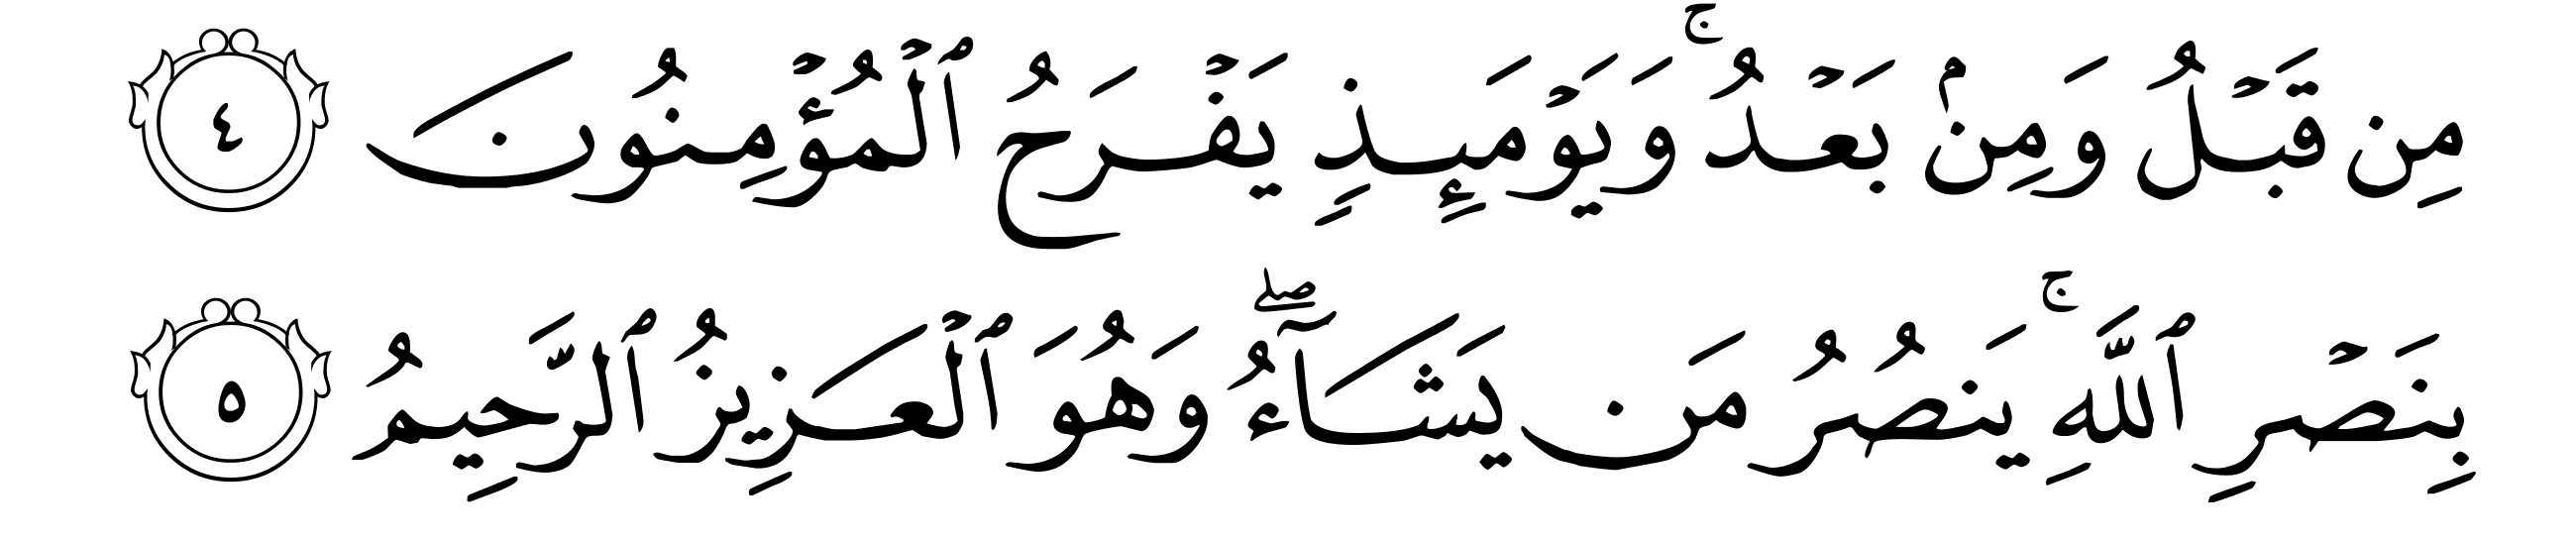 مِن قَبۡلُ وَمِنۢ بَعۡدُۚ وَيَوۡمَئِذٖ يَفۡرَحُ ٱلۡمُؤۡمِنُونَ ٤
بِنَصۡرِ ٱللَّهِۚ يَنصُرُ مَن يَشَآءُۖ وَهُوَ ٱلۡعَزِيزُ ٱلرَّحِيمُ ٥